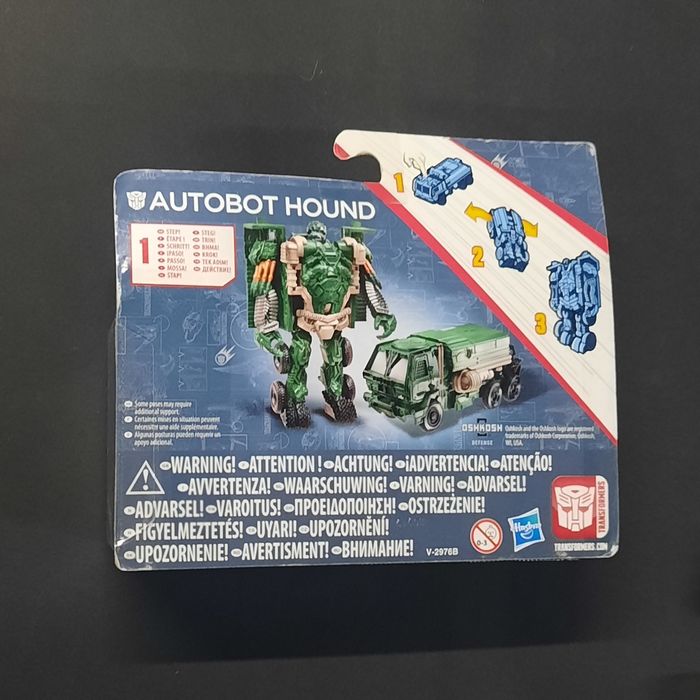 AUTOBOT HOUND
1
STEP!
ÉTAPE !
SCHRITT!
¡PASO!
PASSO!
MOSSA!
STAP!
STEG!
TRIN!
ΒΗΜΑ!
KROK!
TEK ADIM!
ДЕЙСТВИЕ!
1
2
3
Some poses may require
additional support.
Certaines mises en situation peuvent
nécessiter une aide supplémentaire.
Algunas posturas pueden requerir un
apoyo adicional.
OSHKOSH
DEFENSE
Oshkosh and the Oshkosh logo are registered
trademarks of Oshkosh Corporation, Oshkosh,
WI, USA.
WARNING! ATTENTION ! ACHTUNG! ¡ADVERTENCIA! ATENÇÃO!
AVVERTENZA! WAARSCHUWING! VARNING! ADVARSEL!
ADVARSEL! VAROITUS! ΠΡΟΕΙΔΟΠΟΙΗΣΗ! OSTRZEŻENIE!
FIGYELMEZTETÉS! UYARI! UPOZORNĚNÍ!
UPOZORNENIE! AVERTISMENT! ВНИМАНИЕ!
V-2976B
0-3
Hasbro
TRANSFORMERS
TRANSFORMERS.COM